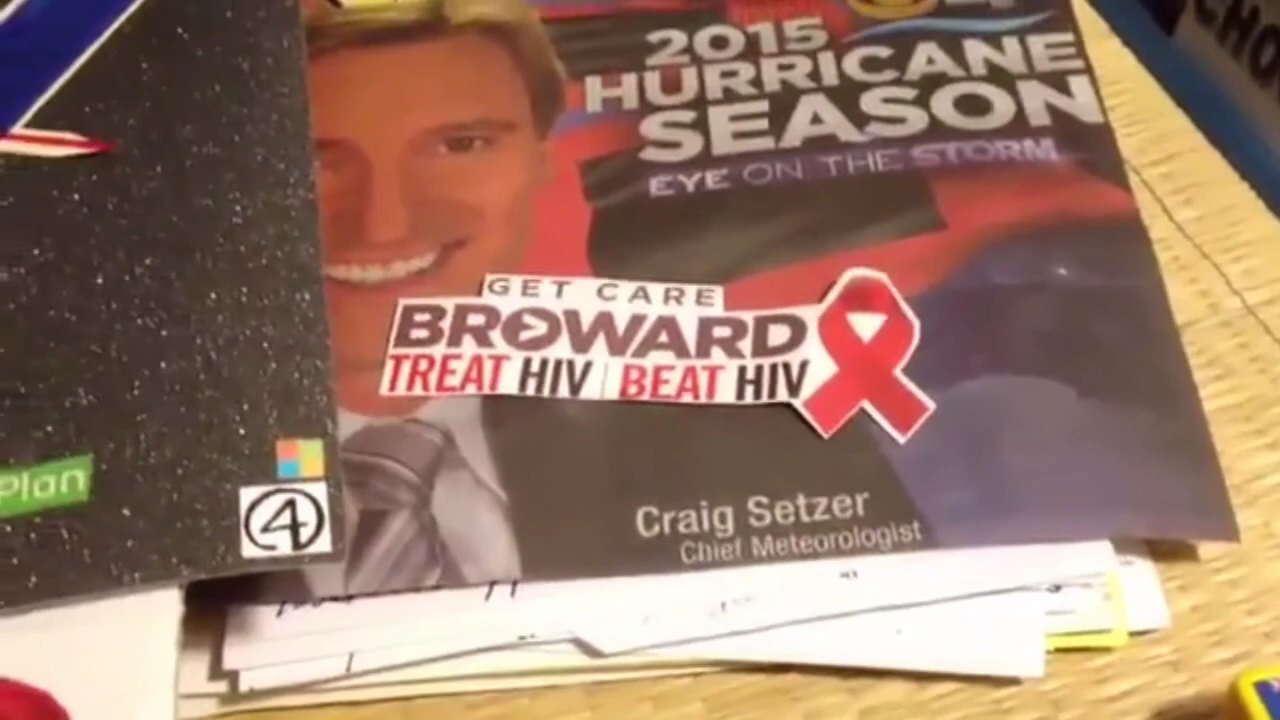 2015
HURRICANE
SEASON
EYE ON THE STORM
GET CARE
BROWARD
TREAT HIV | BEAT HIV
Plan
4
Craig Setzer
Chief Meteorologist
CHO